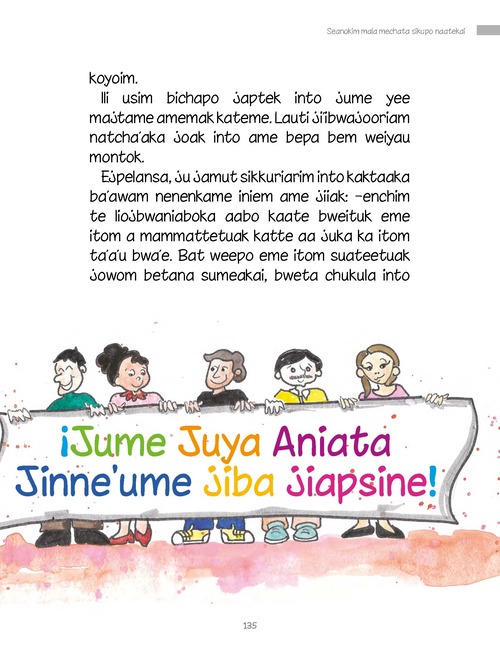 Seanokim mala mechata sikupo naatekai
koyoim.
Ili usim bichapo japtek into jume yee
majtame amemak kateme. Lauti jiibwajooriam
natcha'aka joak into ame bepa bem weiyau
montok.
Ejpelansa, ju jamut sikkuriarim into kaktaaka
ba'awam nenenkame iniem ame jiiak: -enchim
te liojbwaniaboka aabo kaate bweituk eme
itom a mammattetuak katte aa juka ka itom
ta'a'u bwa'e. Bat weepo eme itom suateetuak
jowom betana sumeakai, bweta chukula into
¡Jume Juya Aniata
Jinne'ume jiba jiapsine!
135